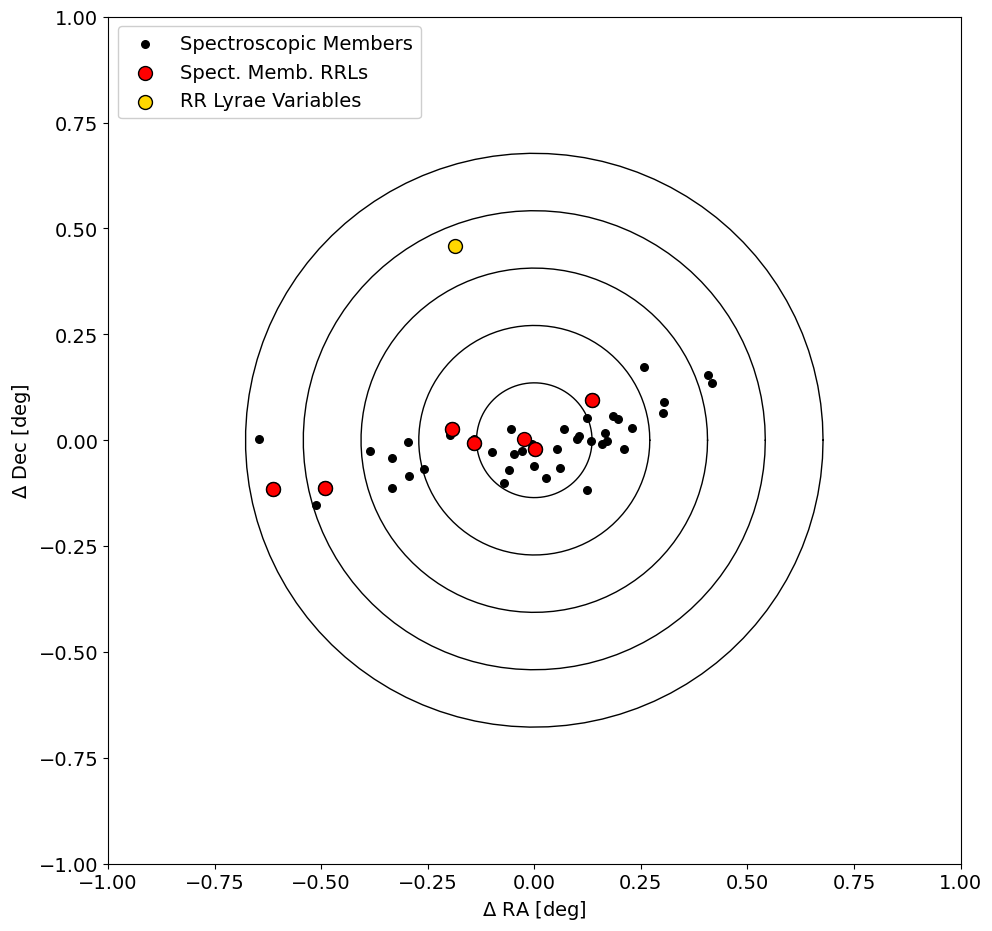 Spectroscopic Members
Spect. Memb. RRLs
RR Lyrae Variables
1.00
0.75
0.50
0.25
0.00
−0.25
−0.50
−0.75
−1.00
Δ Dec [deg]
−1.00 −0.75 −0.50 −0.25 0.00 0.25 0.50 0.75 1.00
Δ RA [deg]